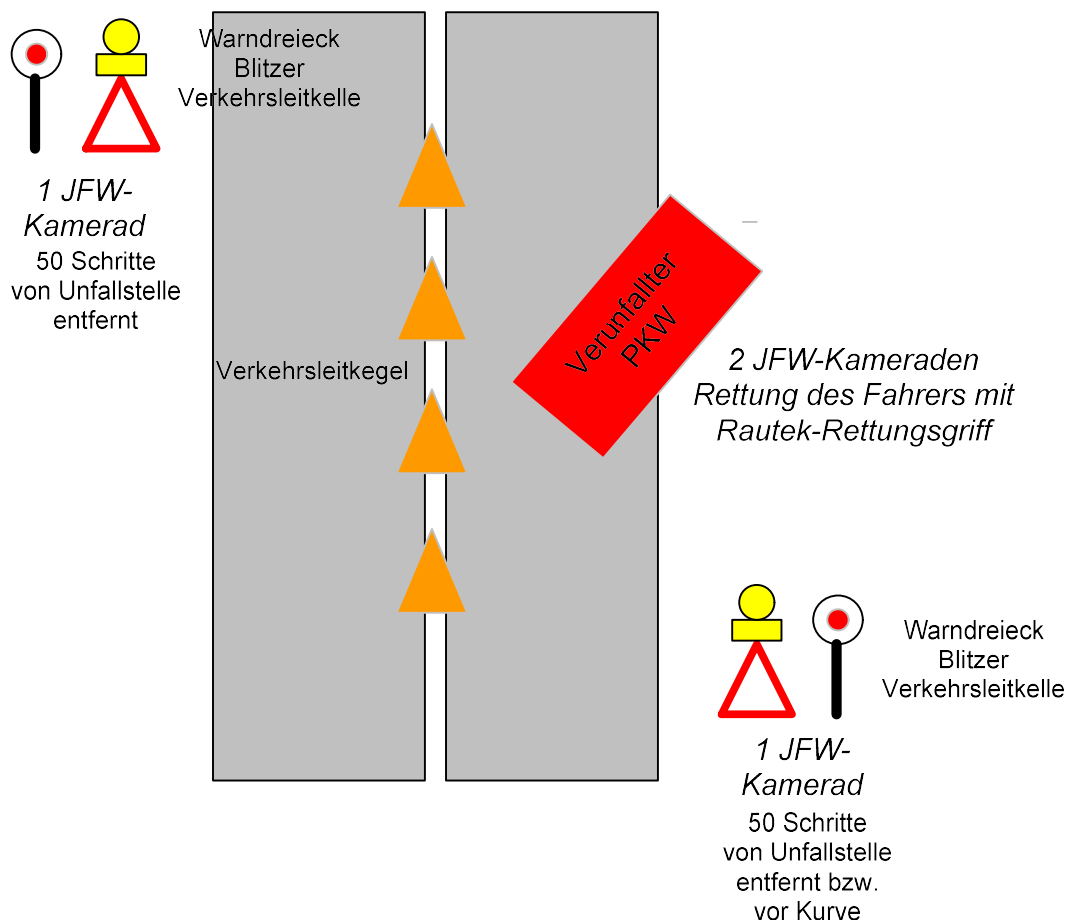 Warndreieck
Blitzer
Verkehrsleitkelle
1 JFW-
Kamerad
50 Schritte
von Unfallstelle
entfernt
Verkehrsleitkegel
Verunfallter
PKW
2 JFW-Kameraden
Rettung des Fahrers mit
Rautek-Rettungsgriff
Warndreieck
Blitzer
Verkehrsleitkelle
1 JFW-
Kamerad
50 Schritte
von Unfallstelle
entfernt bzw.
vor Kurve